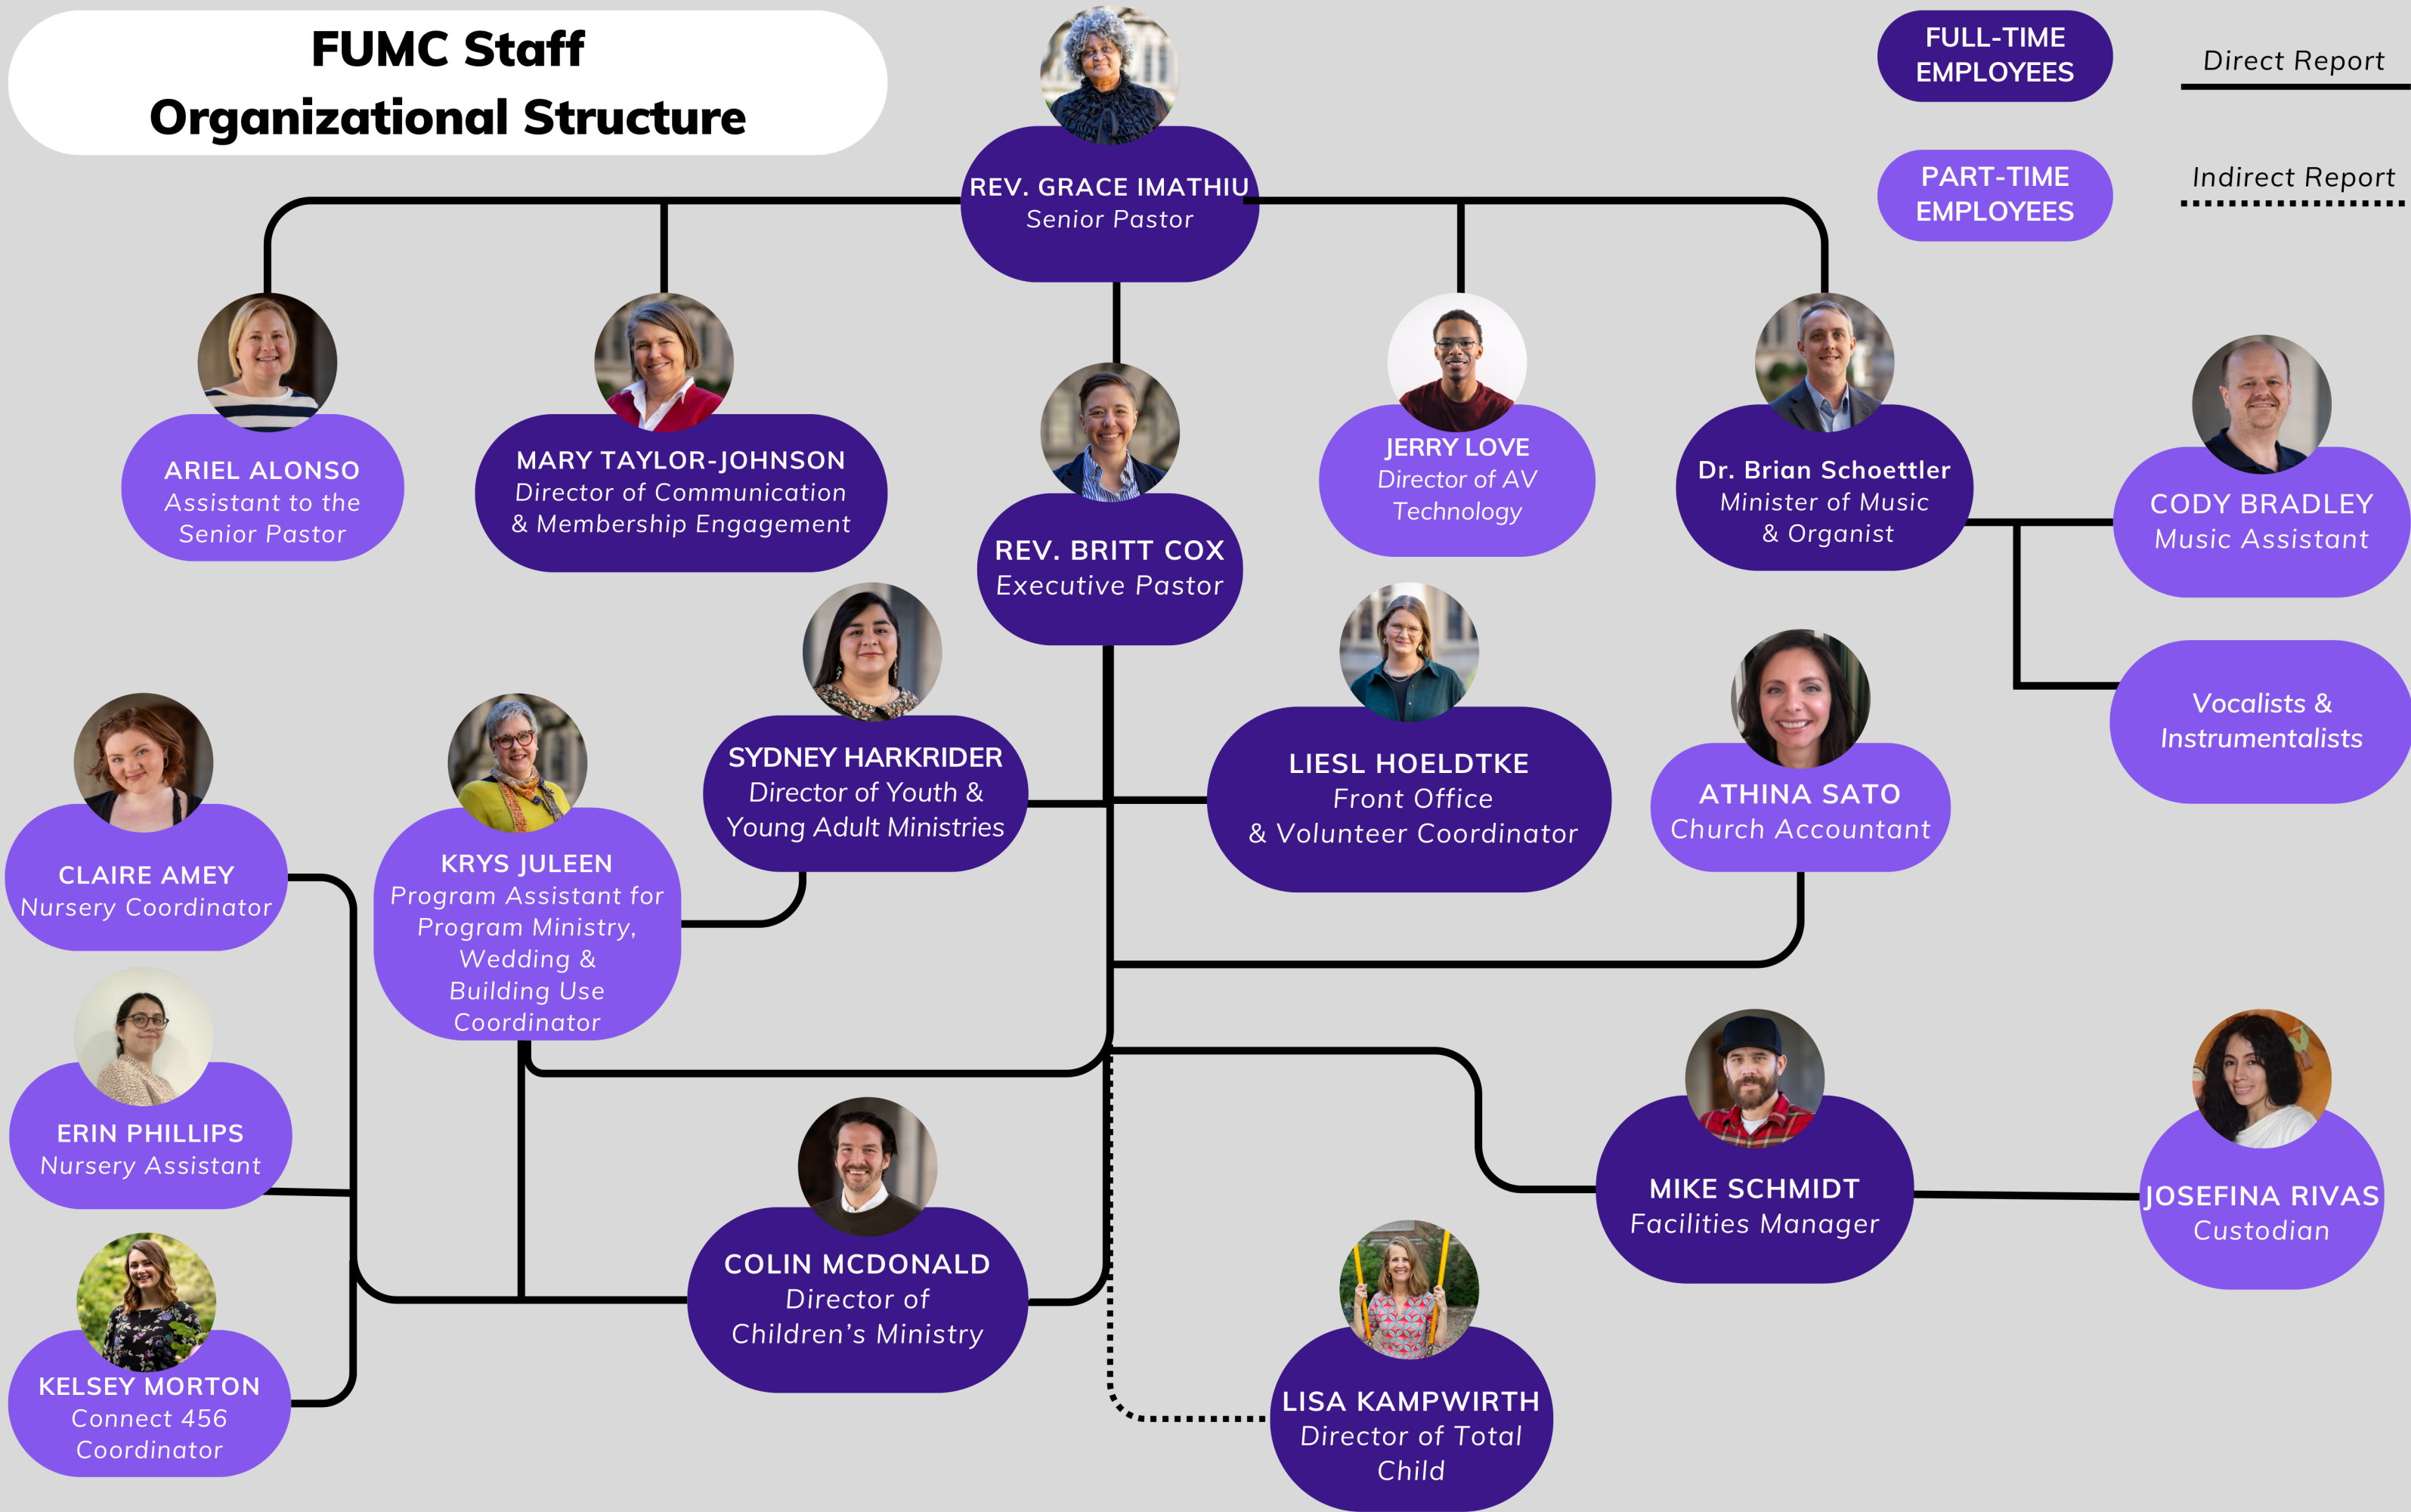 FUMC Staff
Organizational Structure
FULL-TIME
EMPLOYEES
Direct Report
PART-TIME
EMPLOYEES
Indirect Report
REV. GRACE IMATHIU
Senior Pastor
ARIEL ALONSO
Assistant to the
Senior Pastor
MARY TAYLOR-JOHNSON
Director of Communication
& Membership Engagement
REV. BRITT COX
Executive Pastor
JERRY LOVE
Director of AV
Technology
Dr. Brian Schoettler
Minister of Music
& Organist
CODY BRADLEY
Music Assistant
Vocalists &
Instrumentalists
SYDNEY HARKRIDER
Director of Youth &
Young Adult Ministries
LIESL HOELDTKE
Front Office
& Volunteer Coordinator
ATHINA SATO
Church Accountant
CLAIRE AMEY
Nursery Coordinator
KRYS JULEEN
Program Assistant for
Program Ministry,
Wedding &
Building Use
Coordinator
ERIN PHILLIPS
Nursery Assistant
KELSEY MORTON
Connect 456
Coordinator
COLIN MCDONALD
Director of
Children's Ministry
MIKE SCHMIDT
Facilities Manager
JOSEFINA RIVAS
Custodian
LISA KAMPWIRTH
Director of Total
Child